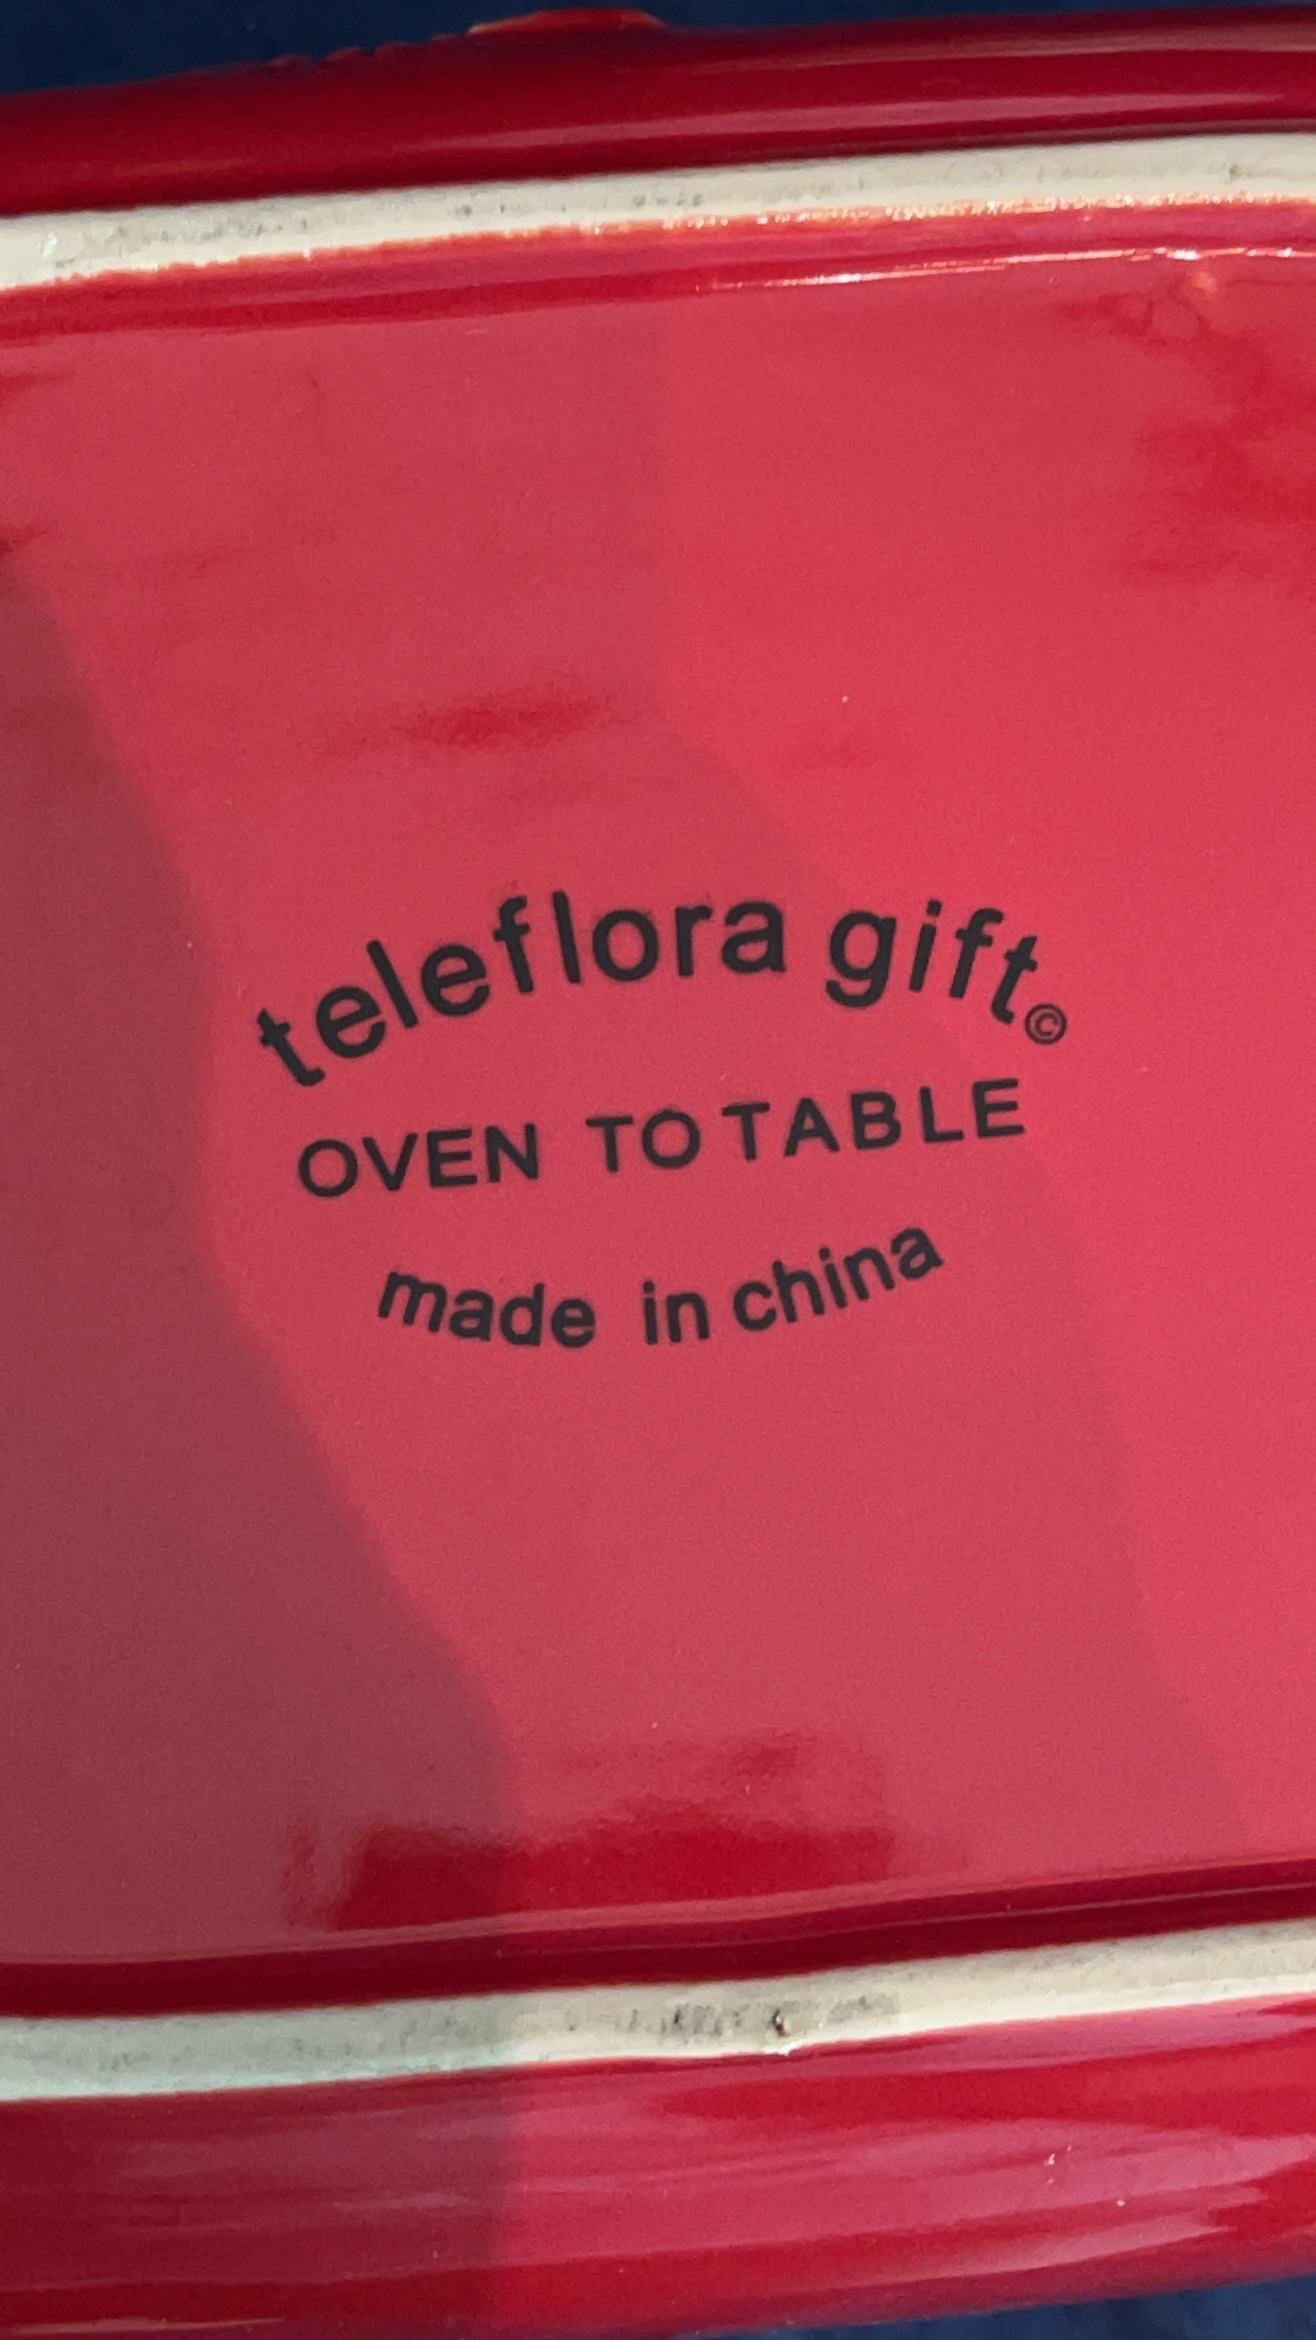 teleflora gift©
OVEN TO TABLE
made in china